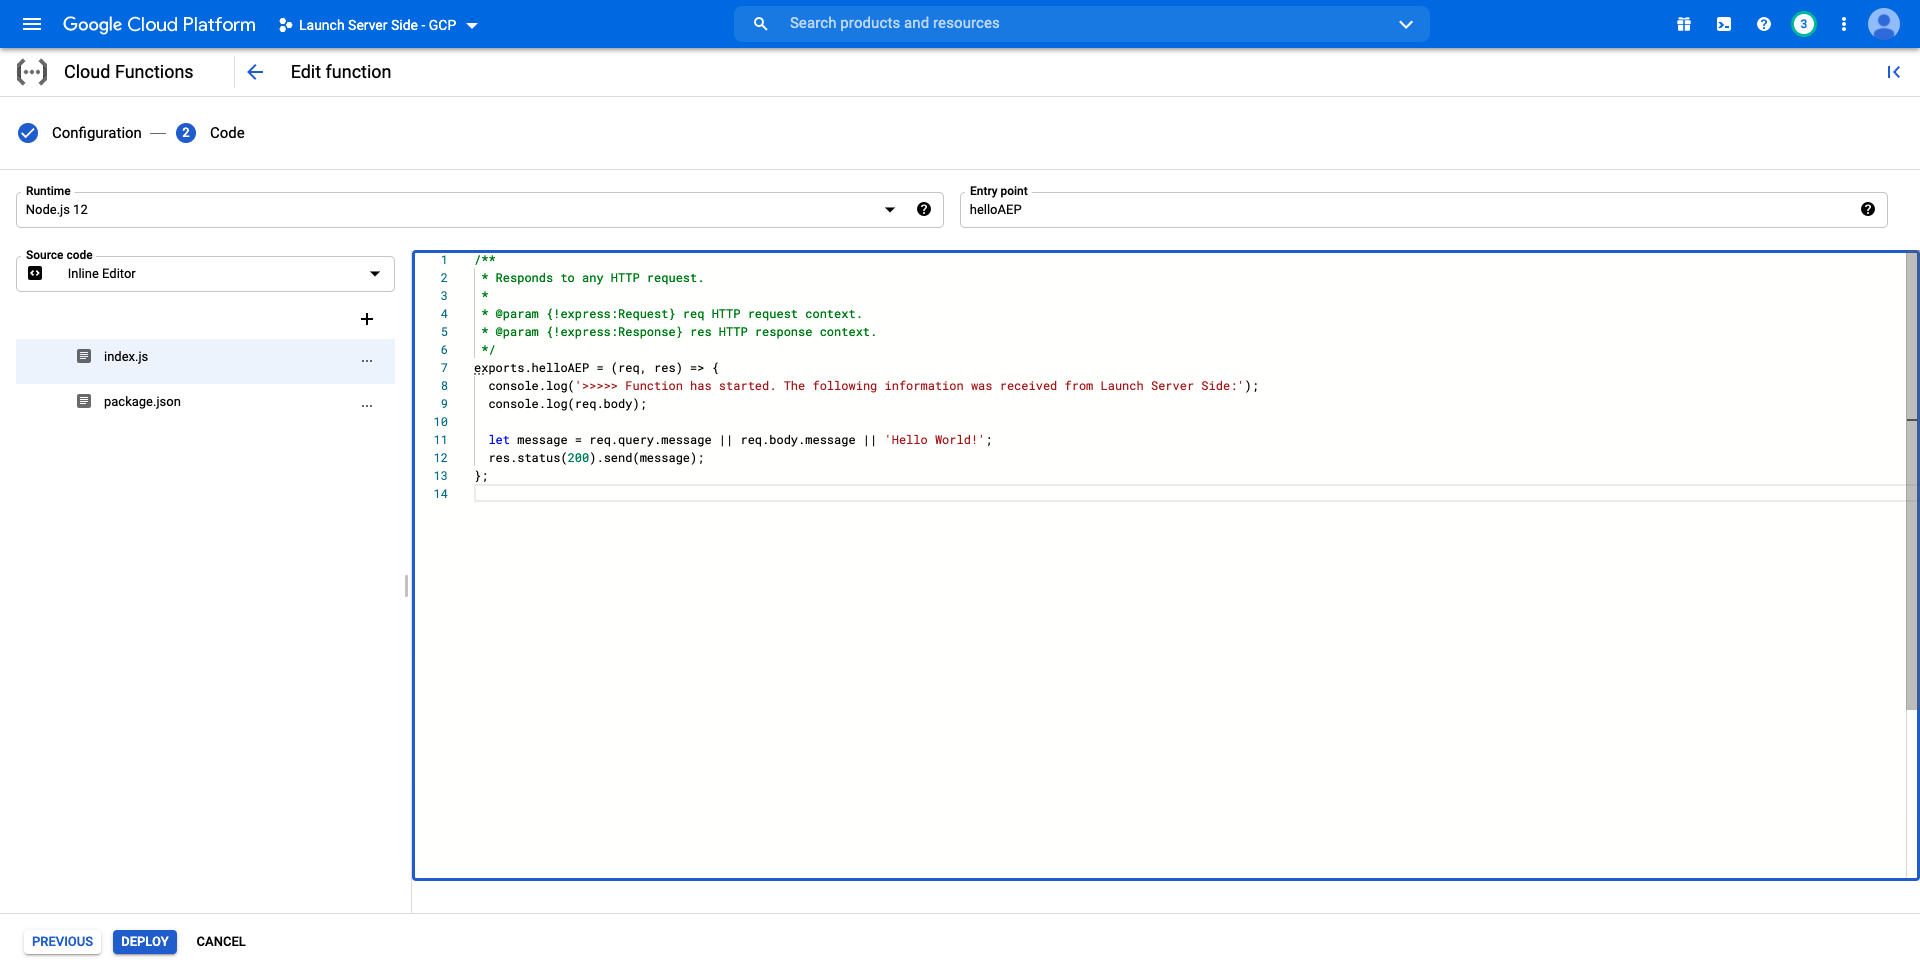 Google Cloud Platform
Launch Server Side - GCP
Search products and resources
3
Cloud Functions
Edit function
Configuration
2 Code
Runtime
Node.js 12
Entry point
helloAEP
Source code
Inline Editor
index.js
...
package.json
...
1 /**
2  * Responds to any HTTP request.
3  *
4  * @param {!express:Request} req HTTP request context.
5  * @param {!express:Response} res HTTP response context.
6  */
7 exports.helloAEP = (req, res) => {
8   console.log('>>>>> Function has started. The following information was received from Launch Server Side:');
9   console.log(req.body);
10
11   let message = req.query.message || req.body.message || 'Hello World!';
12   res.status(200).send(message);
13 };
14
PREVIOUS
DEPLOY
CANCEL